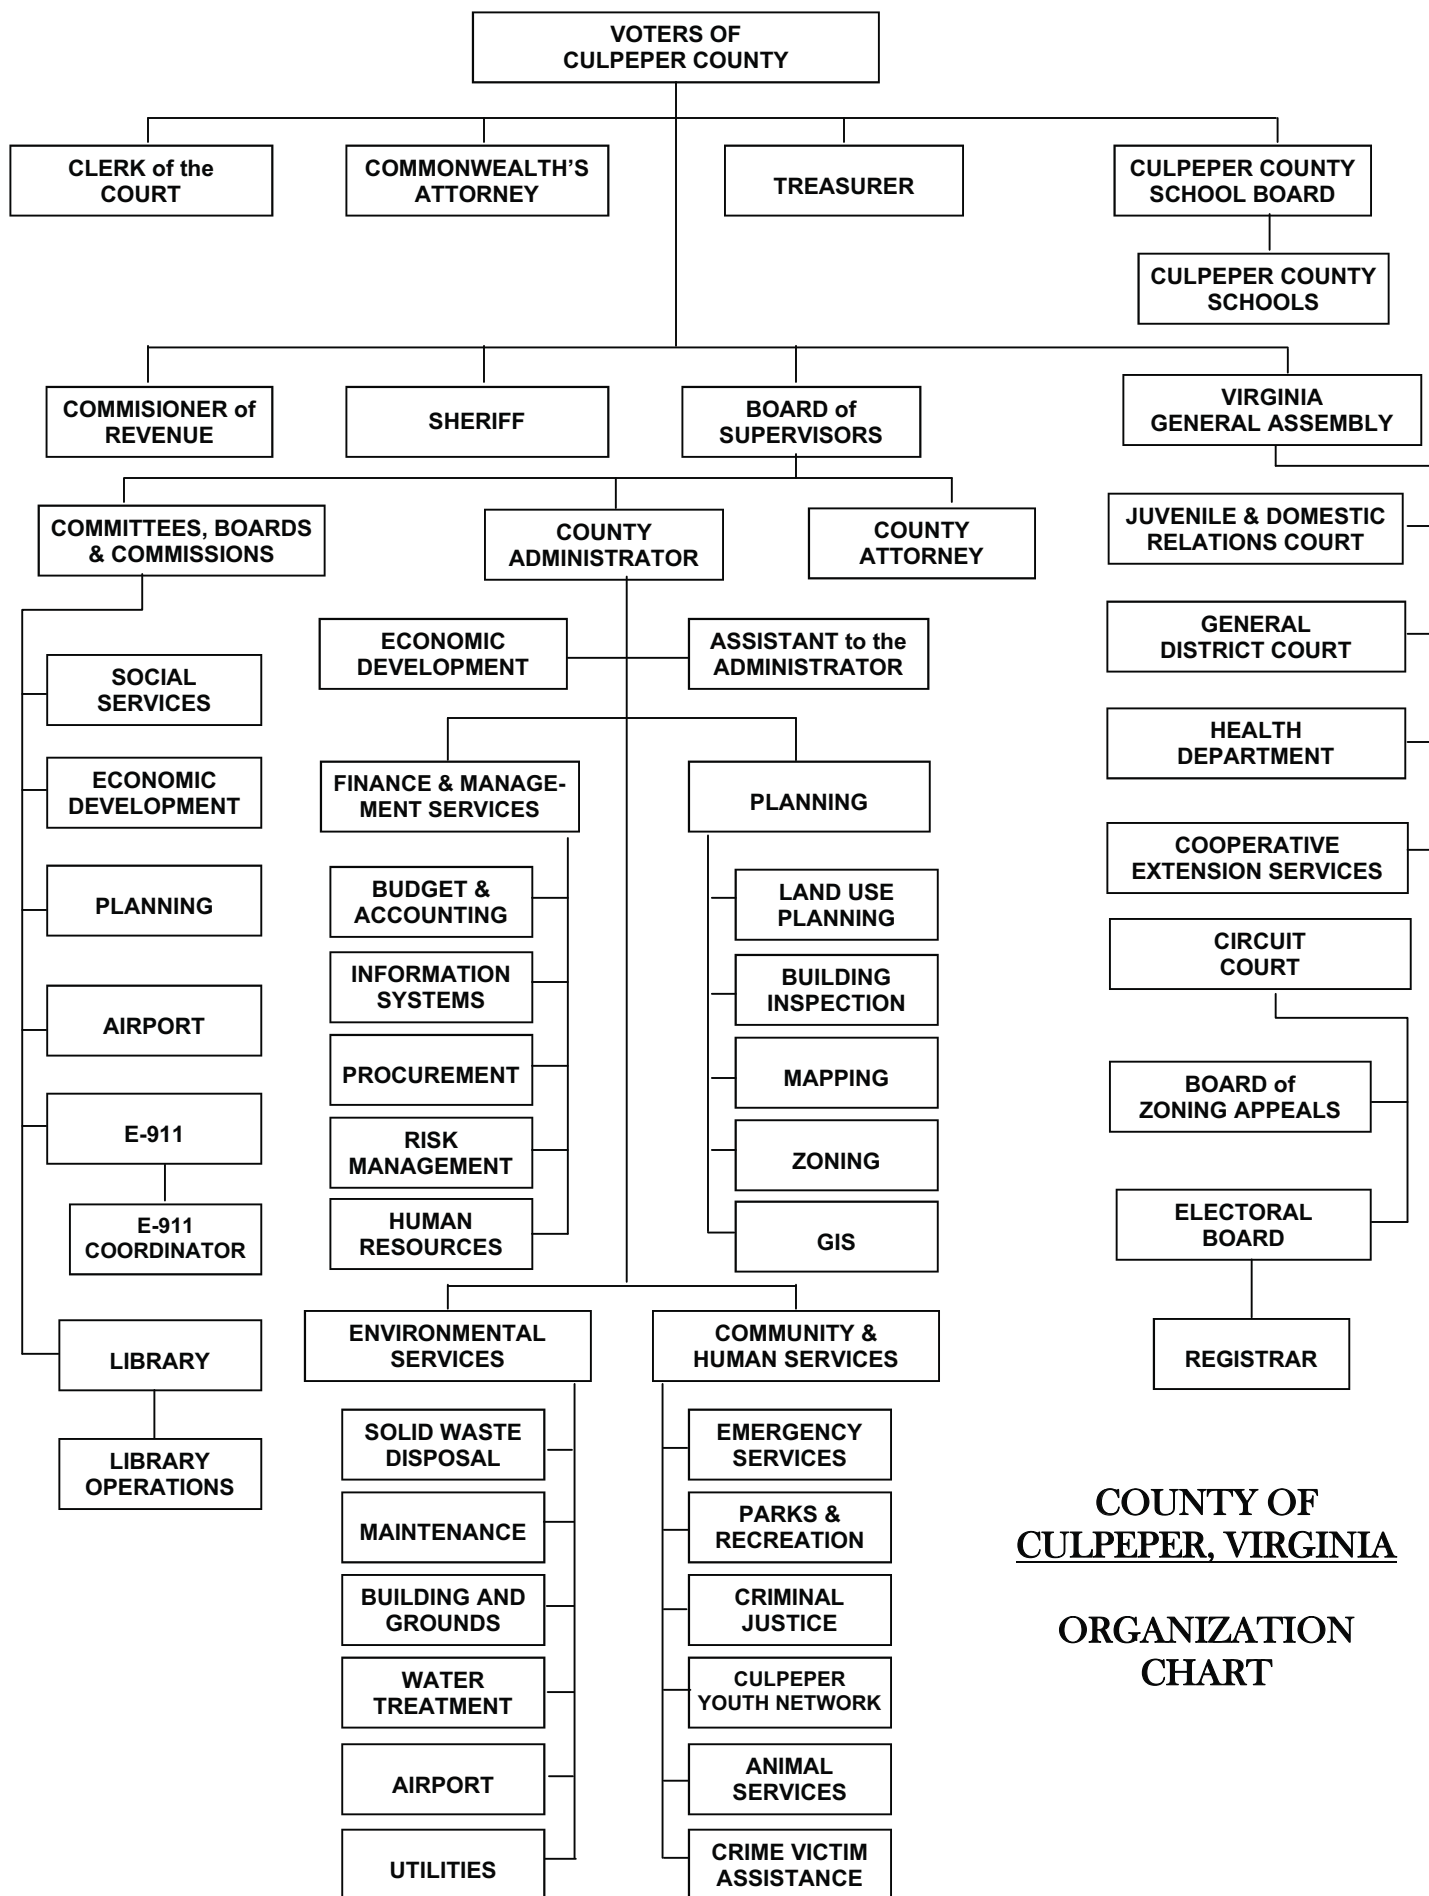 VOTERS OF
CULPEPER COUNTY
CLERK of the
COURT
COMMONWEALTH'S
ATTORNEY
TREASURER
CULPEPER COUNTY
SCHOOL BOARD
CULPEPER COUNTY
SCHOOLS
COMMISIONER of
REVENUE
SHERIFF
BOARD of
SUPERVISORS
VIRGINIA
GENERAL ASSEMBLY
COMMITTEES, BOARDS
& COMMISSIONS
COUNTY
ADMINISTRATOR
COUNTY
ATTORNEY
JUVENILE & DOMESTIC
RELATIONS COURT
GENERAL
DISTRICT COURT
HEALTH
DEPARTMENT
COOPERATIVE
EXTENSION SERVICES
CIRCUIT
COURT
BOARD of
ZONING APPEALS
ELECTORAL
BOARD
REGISTRAR
SOCIAL
SERVICES
ECONOMIC
DEVELOPMENT
PLANNING
AIRPORT
E-911
E-911
COORDINATOR
LIBRARY
LIBRARY
OPERATIONS
ECONOMIC
DEVELOPMENT
ASSISTANT to the
ADMINISTRATOR
FINANCE & MANAGE-
MENT SERVICES
BUDGET &
ACCOUNTING
INFORMATION
SYSTEMS
PROCUREMENT
RISK
MANAGEMENT
HUMAN
RESOURCES
PLANNING
LAND USE
PLANNING
BUILDING
INSPECTION
MAPPING
ZONING
GIS
ENVIRONMENTAL
SERVICES
SOLID WASTE
DISPOSAL
MAINTENANCE
BUILDING AND
GROUNDS
WATER
TREATMENT
AIRPORT
UTILITIES
COMMUNITY &
HUMAN SERVICES
EMERGENCY
SERVICES
PARKS &
RECREATION
CRIMINAL
JUSTICE
CULPEPER
YOUTH NETWORK
ANIMAL
SERVICES
CRIME VICTIM
ASSISTANCE
COUNTY OF
CULPEPER, VIRGINIA
ORGANIZATION
CHART